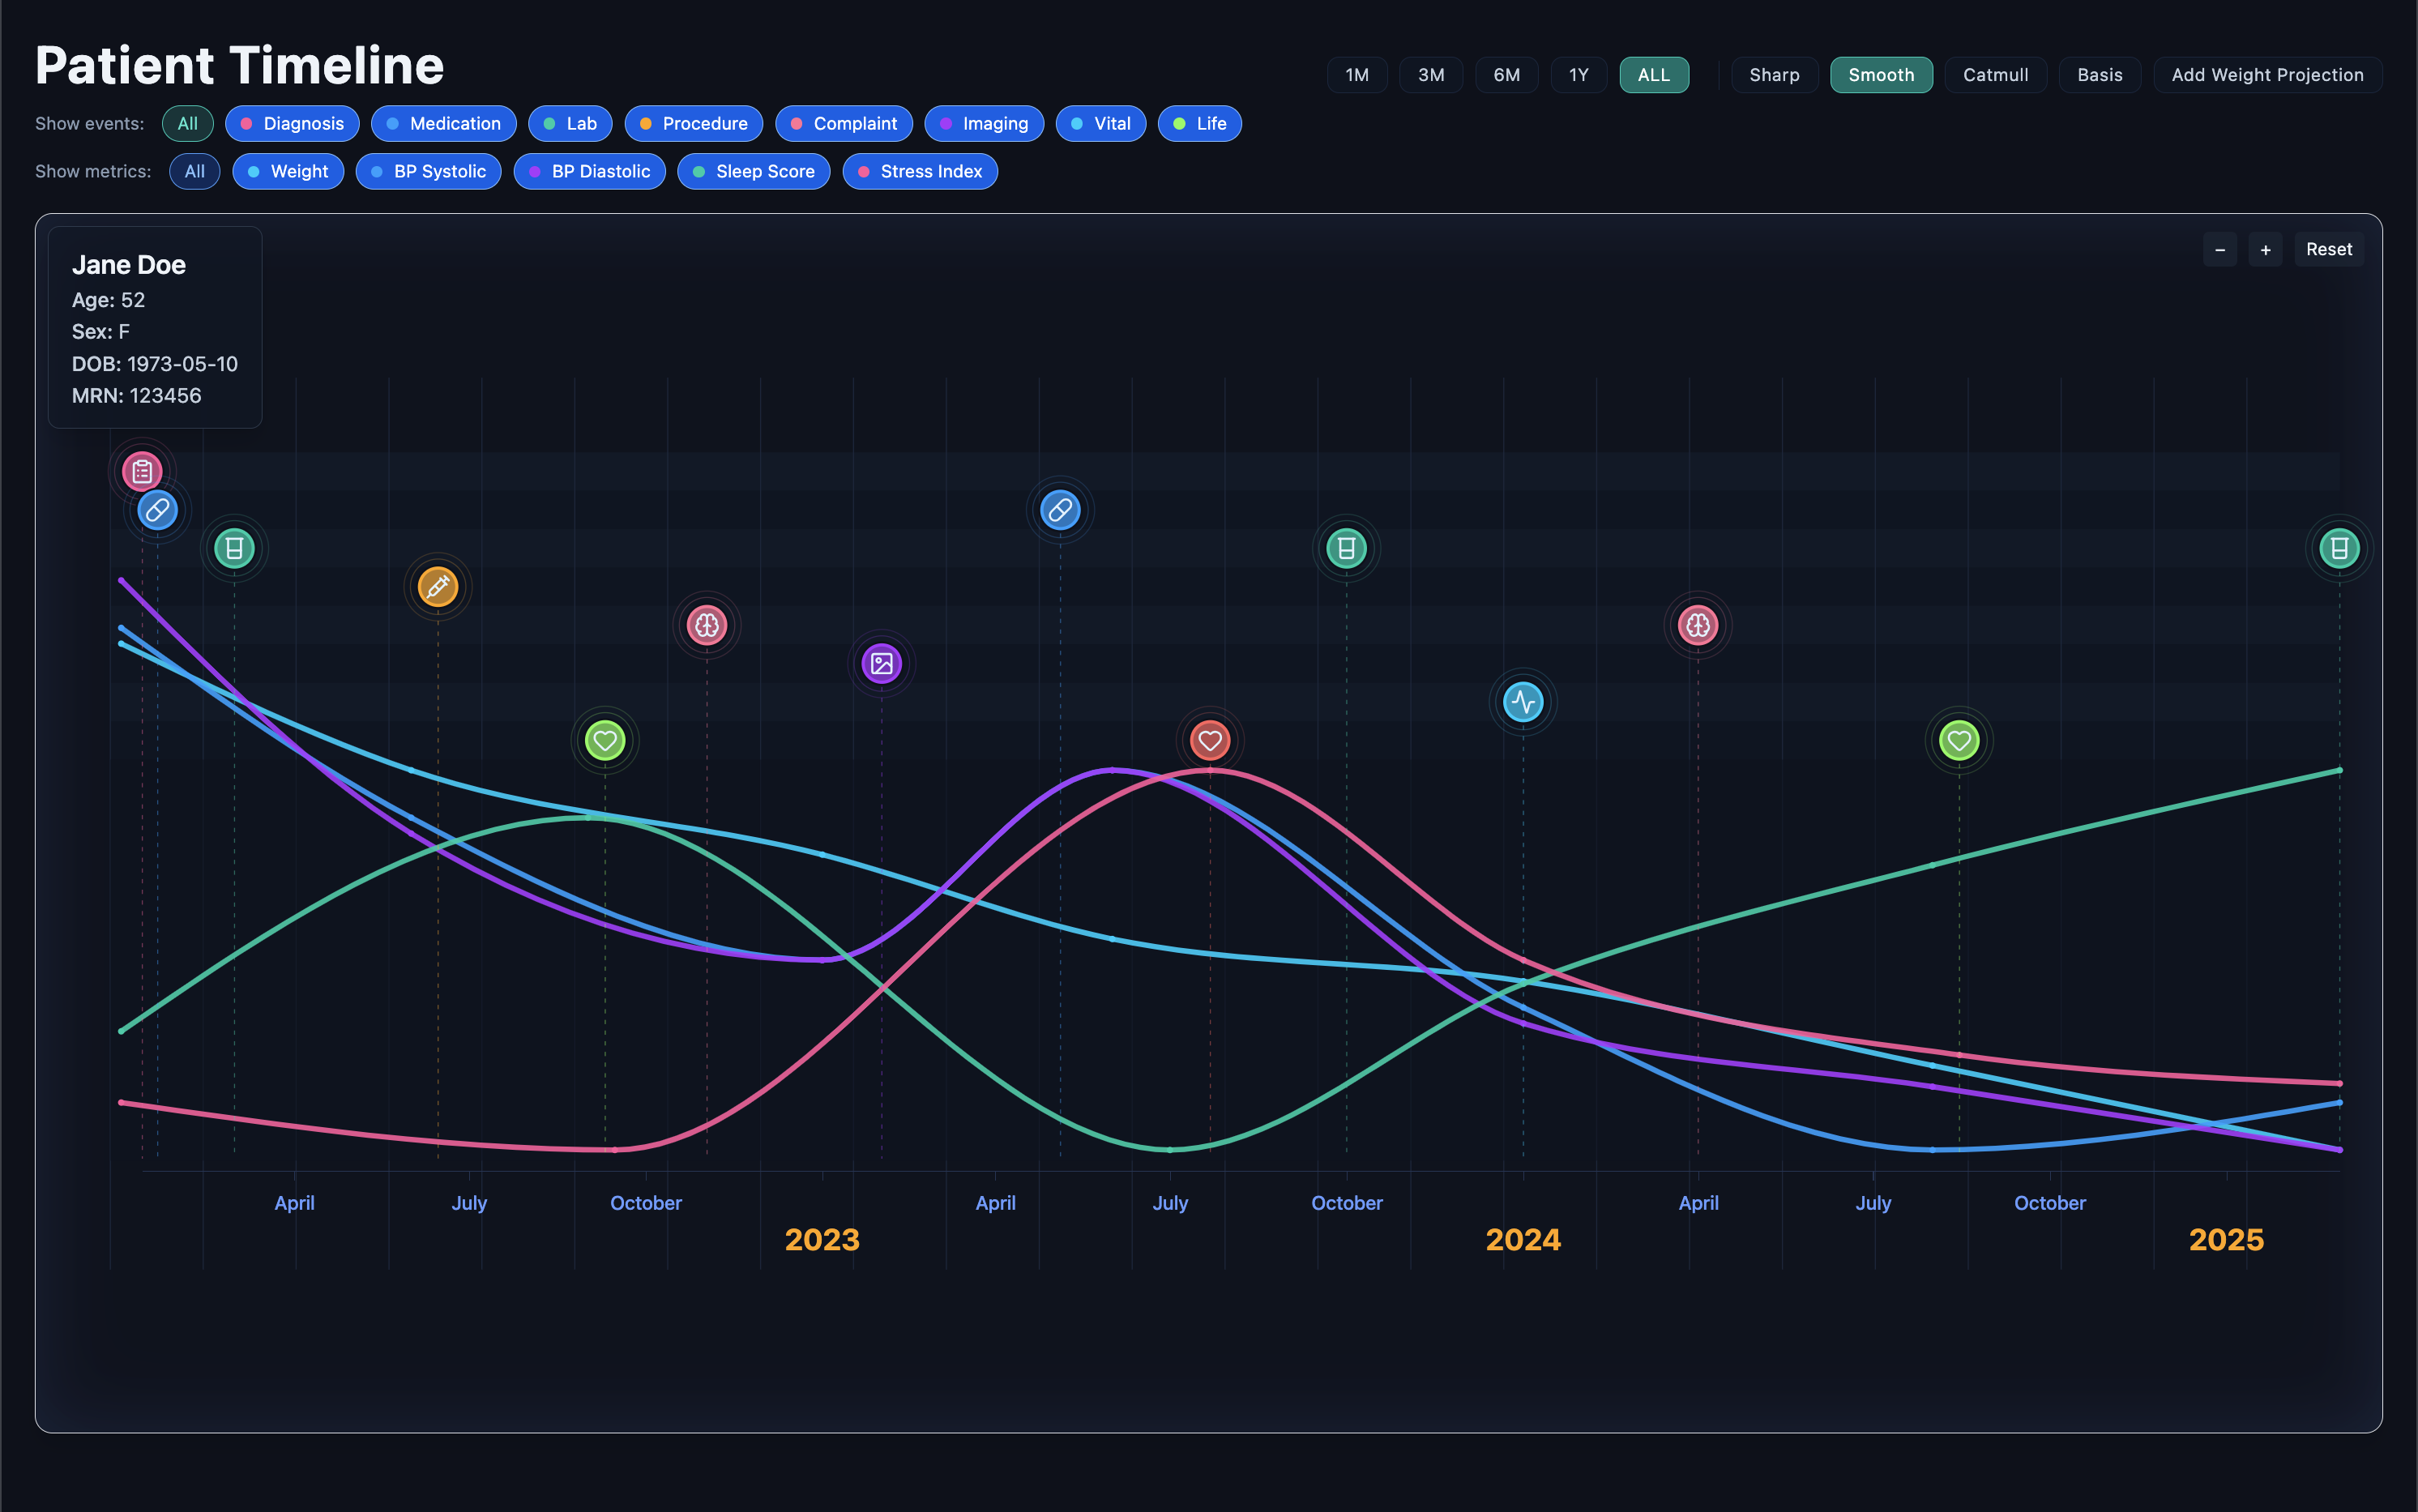 Patient Timeline
1M 3M 6M 1Y ALL Sharp Smooth Catmull Basis Add Weight Projection
Show events: All Diagnosis Medication Lab Procedure Complaint Imaging Vital Life
Show metrics: All Weight BP Systolic BP Diastolic Sleep Score Stress Index
− + Reset
Jane Doe
Age: 52
Sex: F
DOB: 1973-05-10
MRN: 123456
April July October April July October April July October
2023 2024 2025